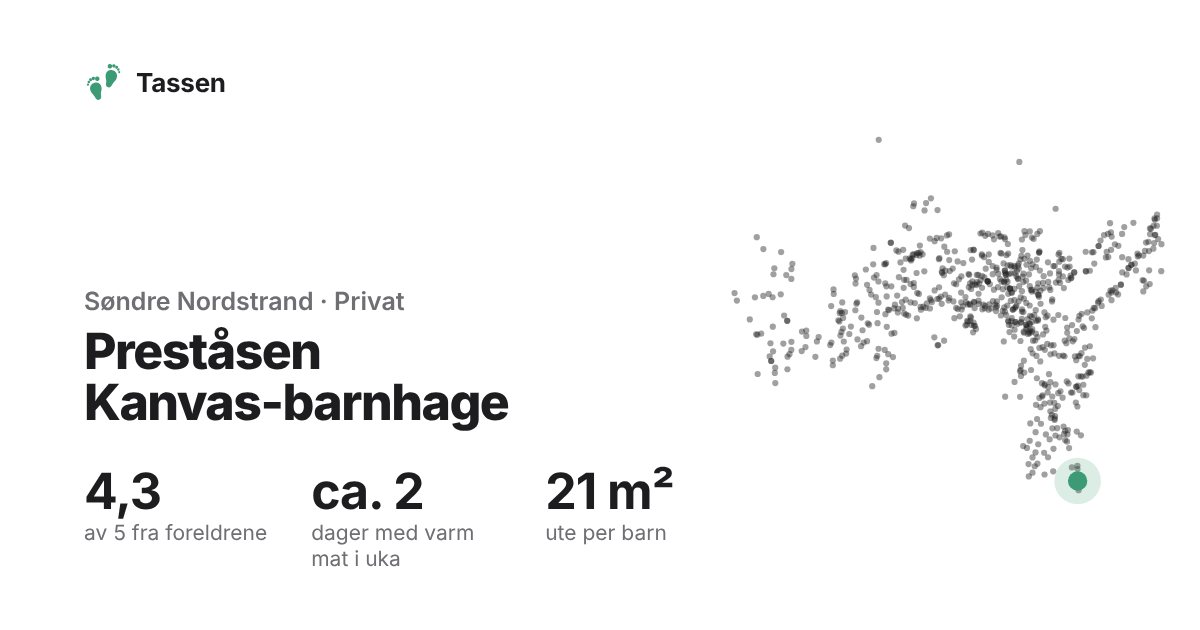 Tassen
Søndre Nordstrand · Privat
Preståsen
Kanvas-barnhage
4,3
av 5 fra foreldrene
ca. 2
dager med varm
mat i uka
21 m²
ute per barn